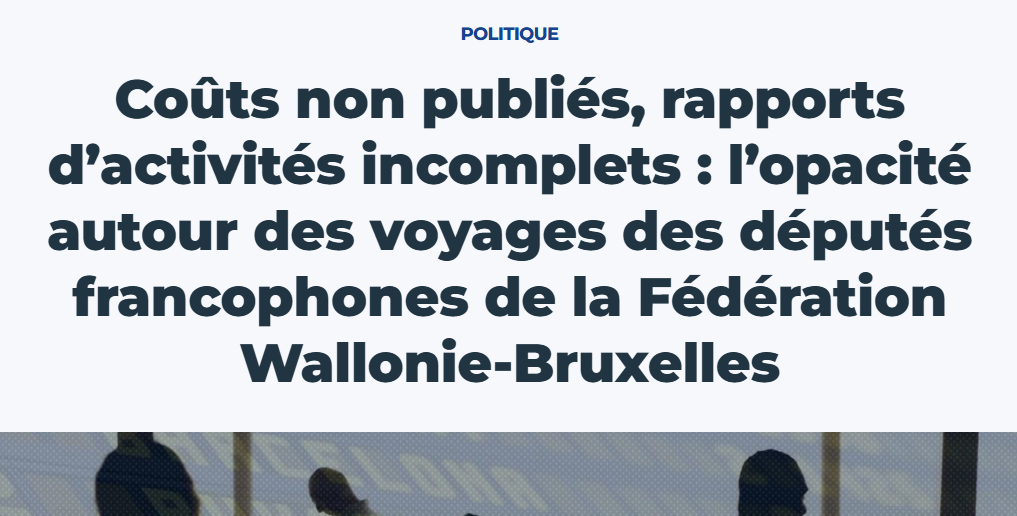 POLITIQUE
Coûts non publiés, rapports
d’activités incomplets : l’opacité
autour des voyages des députés
francophones de la Fédération
Wallonie-Bruxelles
BARCELONA